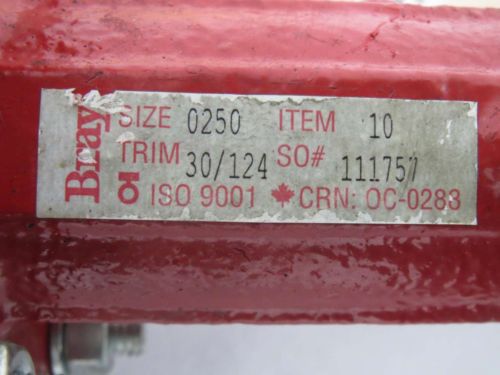 Bray
SIZE 0250 ITEM 10
TRIM 30/124 SO# 111757
ISO 9001 CRN: OC-0283